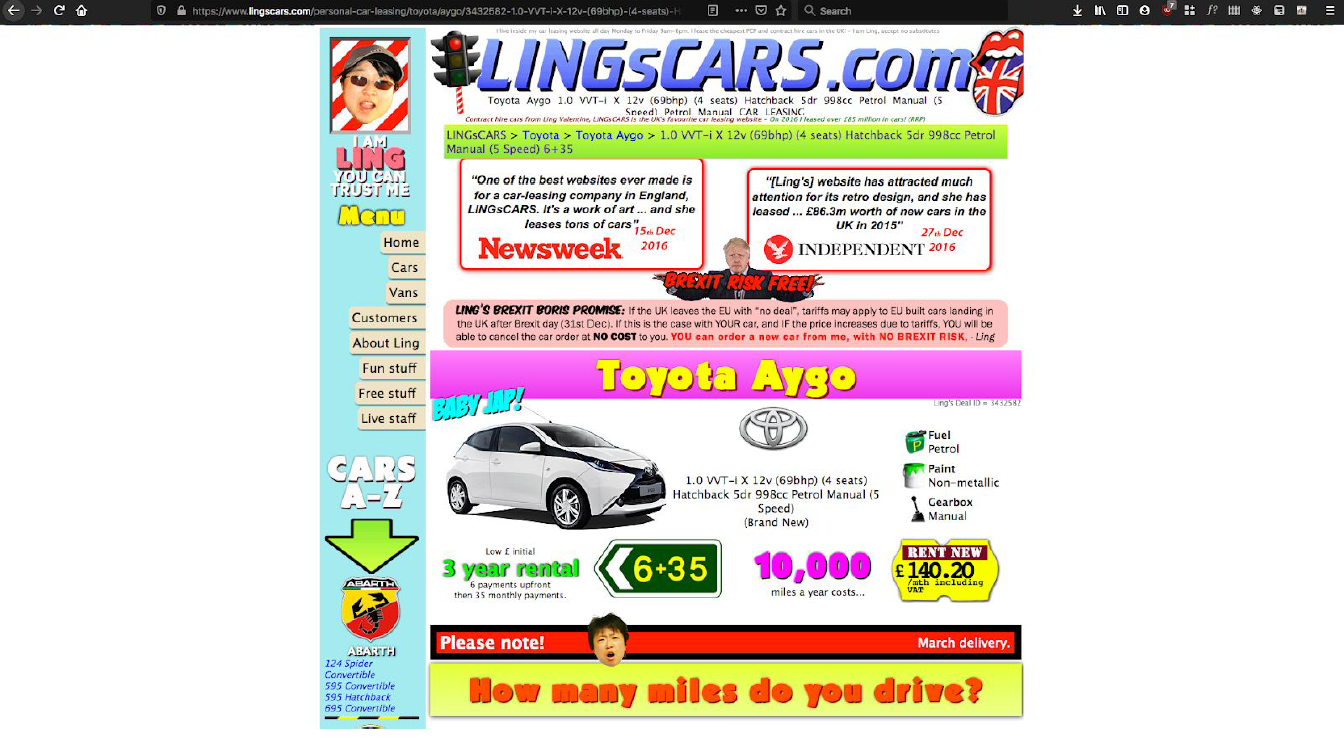 https://www.lingscars.com/personal-car-leasing/toyota/aygo/3432582-1.0-VVT-i-X-12v-(69bhp)-(4-seats)-H
Search
7
I live inside my car leasing website all day Monday to Friday 9am-6pm, I lease the cheapest PCP and contract hire cars in the UK! - I am Ling, accept no substitutes
LINGsCARS.com
Toyota Aygo 1.0 VVT-i X 12v (69bhp) (4 seats) Hatchback 5dr 998cc Petrol Manual (5
Speed) Petrol Manual CAR LEASING
Contract hire cars from Ling Valentine, LINGsCARS is the UK's favourite car leasing website - On 2016 I leased over £85 million in cars! (RRP)
LINGsCARS > Toyota > Toyota Aygo > 1.0 VVT-i X 12v (69bhp) (4 seats) Hatchback 5dr 998cc Petrol
Manual (5 Speed) 6+35
I AM
LING
YOU CAN
TRUST ME
Menu
Home
Cars
Vans
Customers
About Ling
Fun stuff
Free stuff
Live staff
CARS
A-Z
ABARTH
ABARTH
124 Spider
Convertible
595 Convertible
595 Hatchback
695 Convertible
"One of the best websites ever made is
for a car-leasing company in England,
LiNGsCARS. It's a work of art ... and she
leases tons of cars"
15th Dec
2016
Newsweek
"[Ling's] website has attracted much
attention for its retro design, and she has
leased ... £86.3m worth of new cars in the
UK in 2015"
27th Dec
2016
INDEPENDENT
BREXIT RISK FREE!
LING'S BREXIT BORIS PROMISE: If the UK leaves the EU with "no deal", tariffs may apply to EU built cars landing in
the UK after Brexit day (31st Dec). If this is the case with YOUR car, and IF the price increases due to tariffs, YOU will be
able to cancel the car order at NO COST to you. YOU can order a new car from me, with NO BREXIT RISK, - Ling
Toyota Aygo
Ling's Deal ID = 3432582
BABY JAP!
1.0 VVT-i X 12v (69bhp) (4 seats)
Hatchback 5dr 998cc Petrol Manual (5
Speed)
(Brand New)
Fuel
Petrol
Paint
Non-metallic
Gearbox
Manual
Low £ initial
3 year rental
6 payments upfront
then 35 monthly payments.
6+35
10,000
miles a year costs...
RENT NEW
£140.20
/mth including
VAT
Please note!
March delivery.
How many miles do you drive?